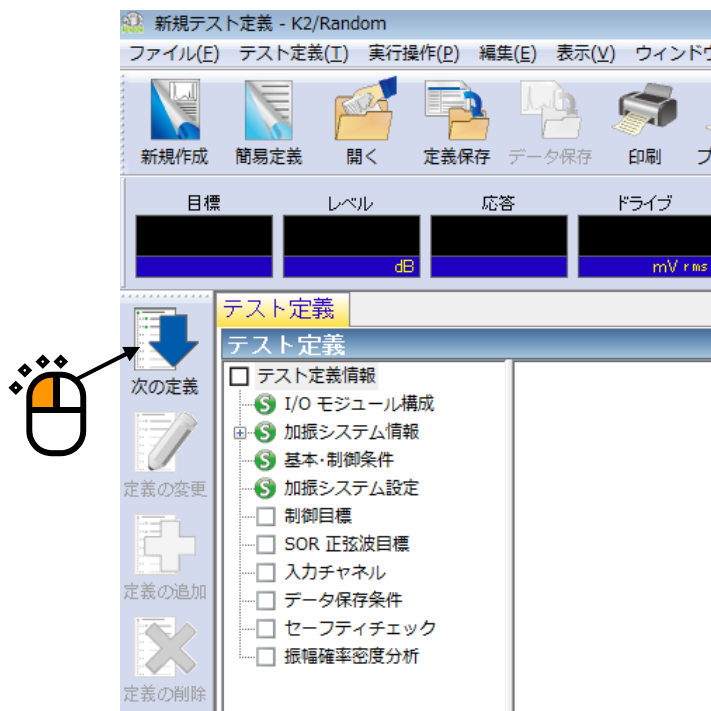 新規テスト定義 - K2/Random
ファイル(F) テスト定義(T) 実行操作(P) 編集(E) 表示(V) ウィンドウ
新規作成 簡易定義 開く 定義保存 データ保存 印刷 プ
目標 レベル 応答 ドライブ
dB mV rms
テスト定義
テスト定義
次の定義
定義の変更
定義の追加
定義の削除
テスト定義情報
I/O モジュール構成
加振システム情報
基本・制御条件
加振システム設定
制御目標
SOR 正弦波目標
入力チャネル
データ保存条件
セーフティチェック
振幅確率密度分析